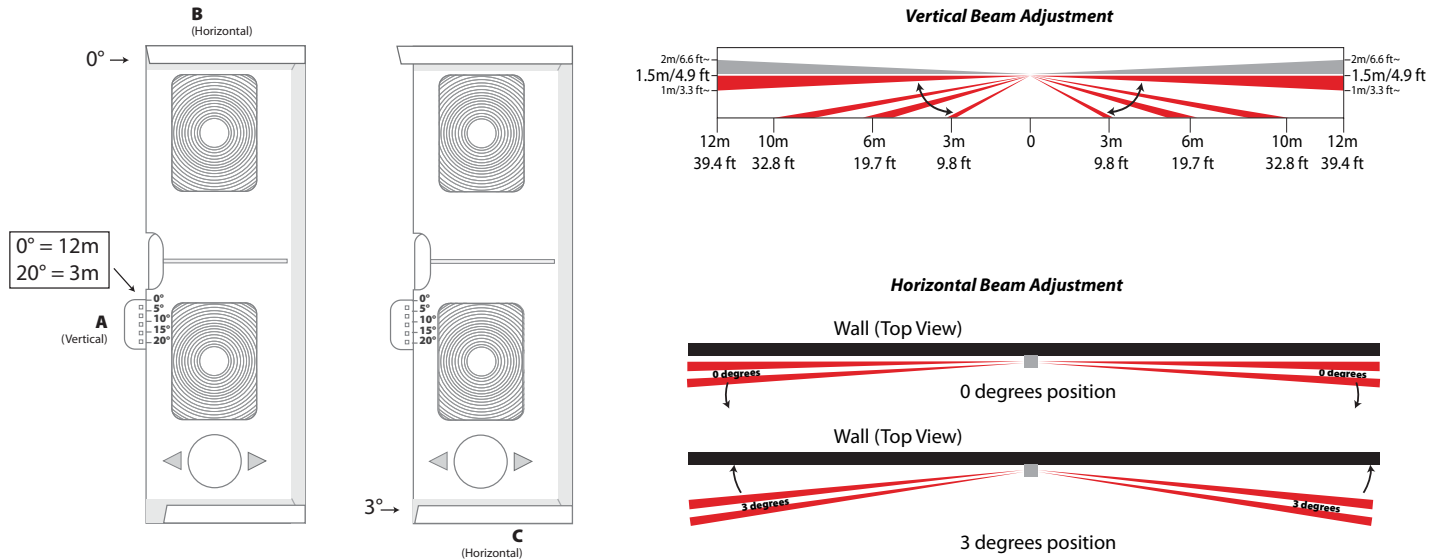 B
(Horizontal)
0°
0° = 12m
20° = 3m
A
(Vertical)
0°
5°
10°
15°
20°
0°
5°
10°
15°
20°
3°
C
(Horizontal)
Vertical Beam Adjustment
2m/6.6 ft~
1.5m/4.9 ft
1m/3.3 ft~
2m/6.6 ft~
1.5m/4.9 ft
1m/3.3 ft~
12m 10m 6m 3m 0 3m 6m 10m 12m
39.4 ft 32.8 ft 19.7 ft 9.8 ft 9.8 ft 19.7 ft 32.8 ft 39.4 ft
Horizontal Beam Adjustment
Wall (Top View)
0 degrees 0 degrees
0 degrees position
Wall (Top View)
3 degrees 3 degrees
3 degrees position